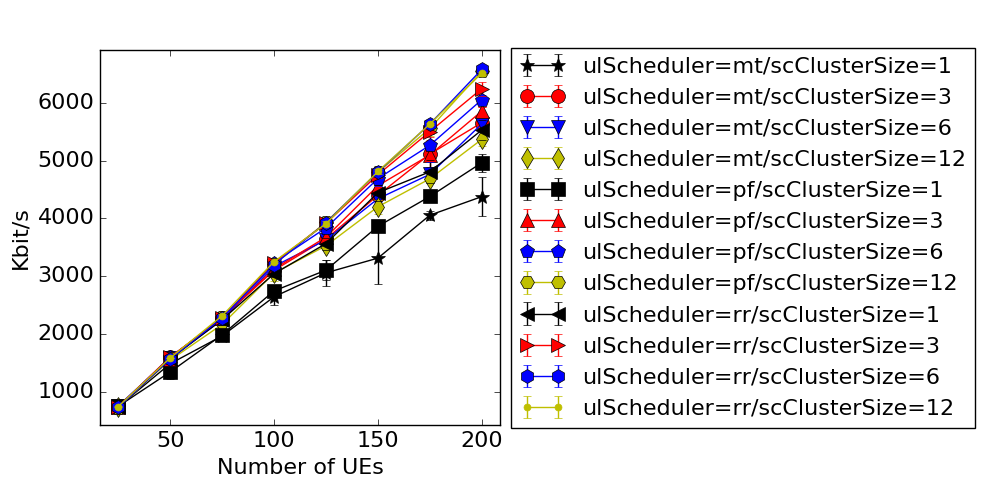 Kbit/s
6000
5000
4000
3000
2000
1000
50 100 150 200
Number of UEs
ulScheduler=mt/scClusterSize=1
ulScheduler=mt/scClusterSize=3
ulScheduler=mt/scClusterSize=6
ulScheduler=mt/scClusterSize=12
ulScheduler=pf/scClusterSize=1
ulScheduler=pf/scClusterSize=3
ulScheduler=pf/scClusterSize=6
ulScheduler=pf/scClusterSize=12
ulScheduler=rr/scClusterSize=1
ulScheduler=rr/scClusterSize=3
ulScheduler=rr/scClusterSize=6
ulScheduler=rr/scClusterSize=12